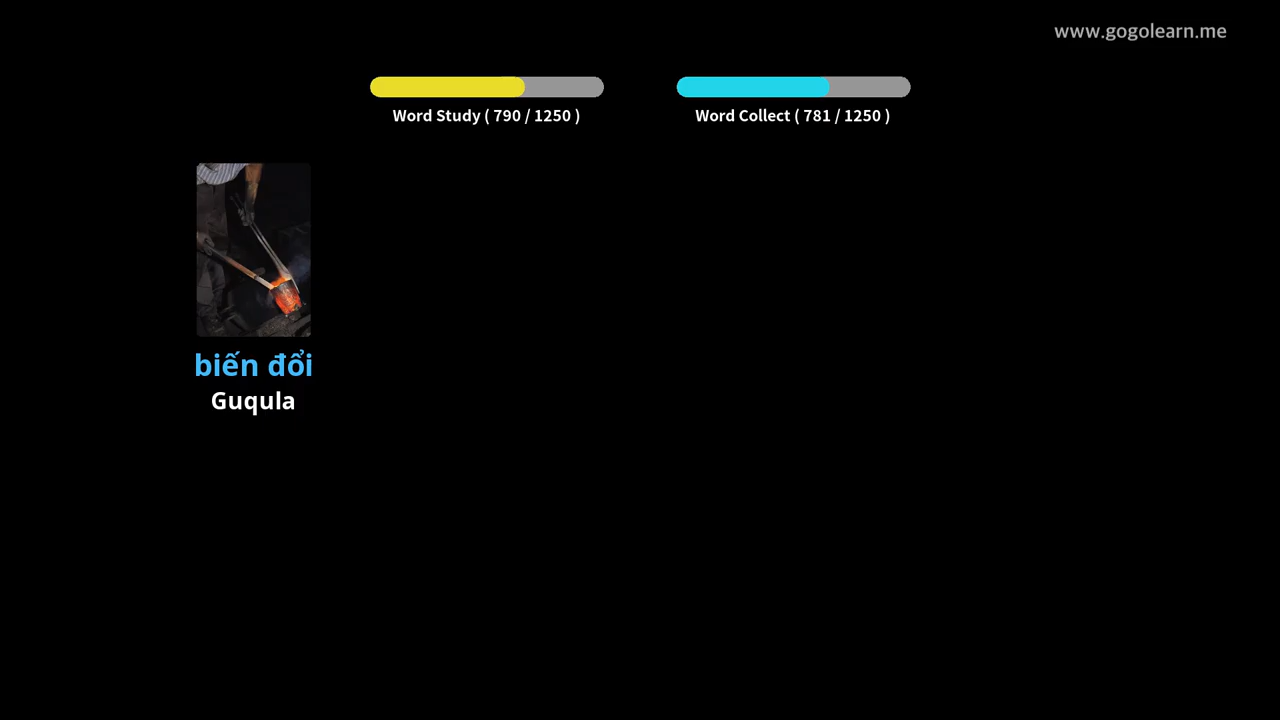 www.gogolearn.me
Word Study ( 790 / 1250 )
Word Collect ( 781 / 1250 )
biến đổi
Guqula